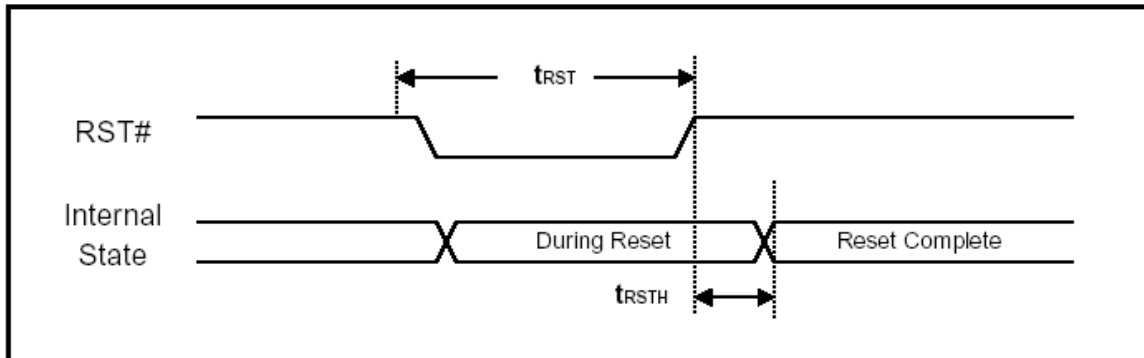 tRST
RST#
Internal
State
During Reset
Reset Complete
tRSTH